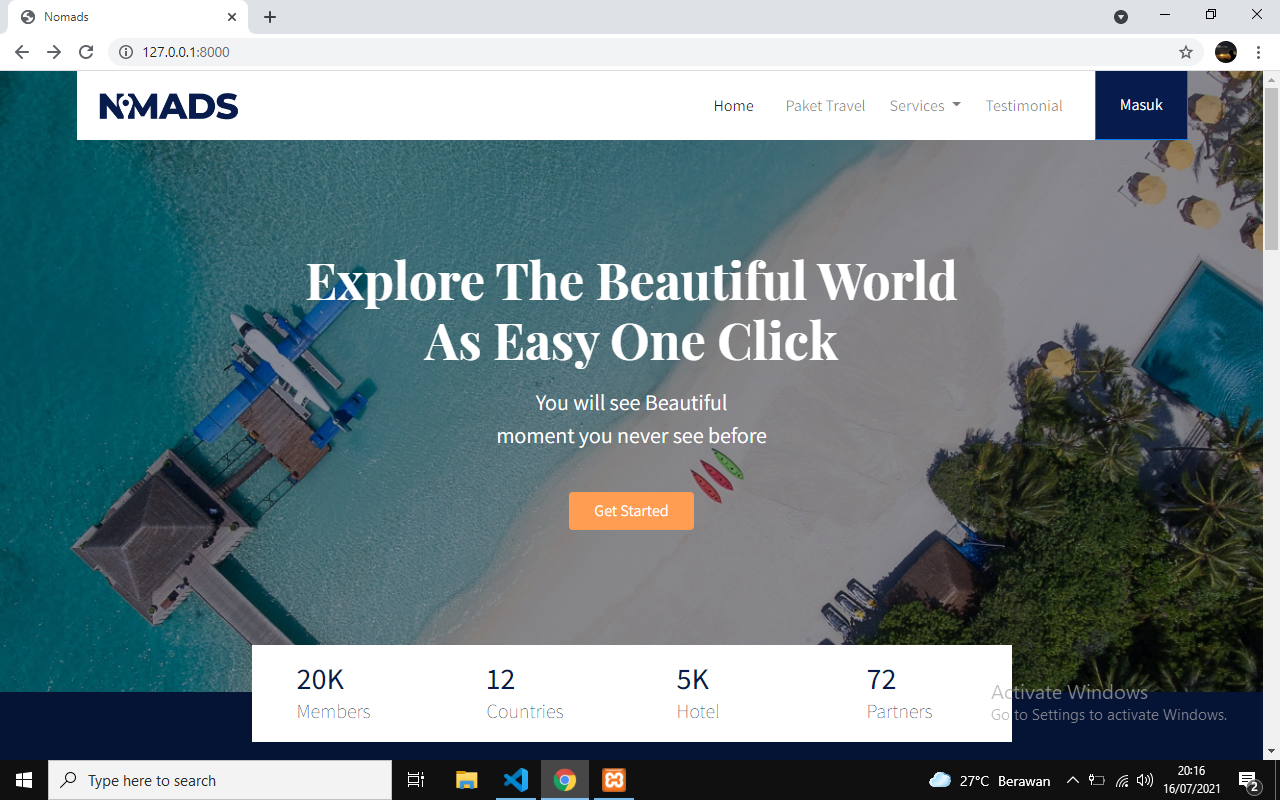 Nomads
127.0.0.1:8000
NOMADS
Home Paket Travel Services Testimonial Masuk
Explore The Beautiful World
As Easy One Click
You will see Beautiful
moment you never see before
Get Started
20K 12 5K 72
Members Countries Hotel Partners
Activate Windows
Go to Settings to activate Windows.
Type here to search
27°C Berawan
20:16
16/07/2021
2